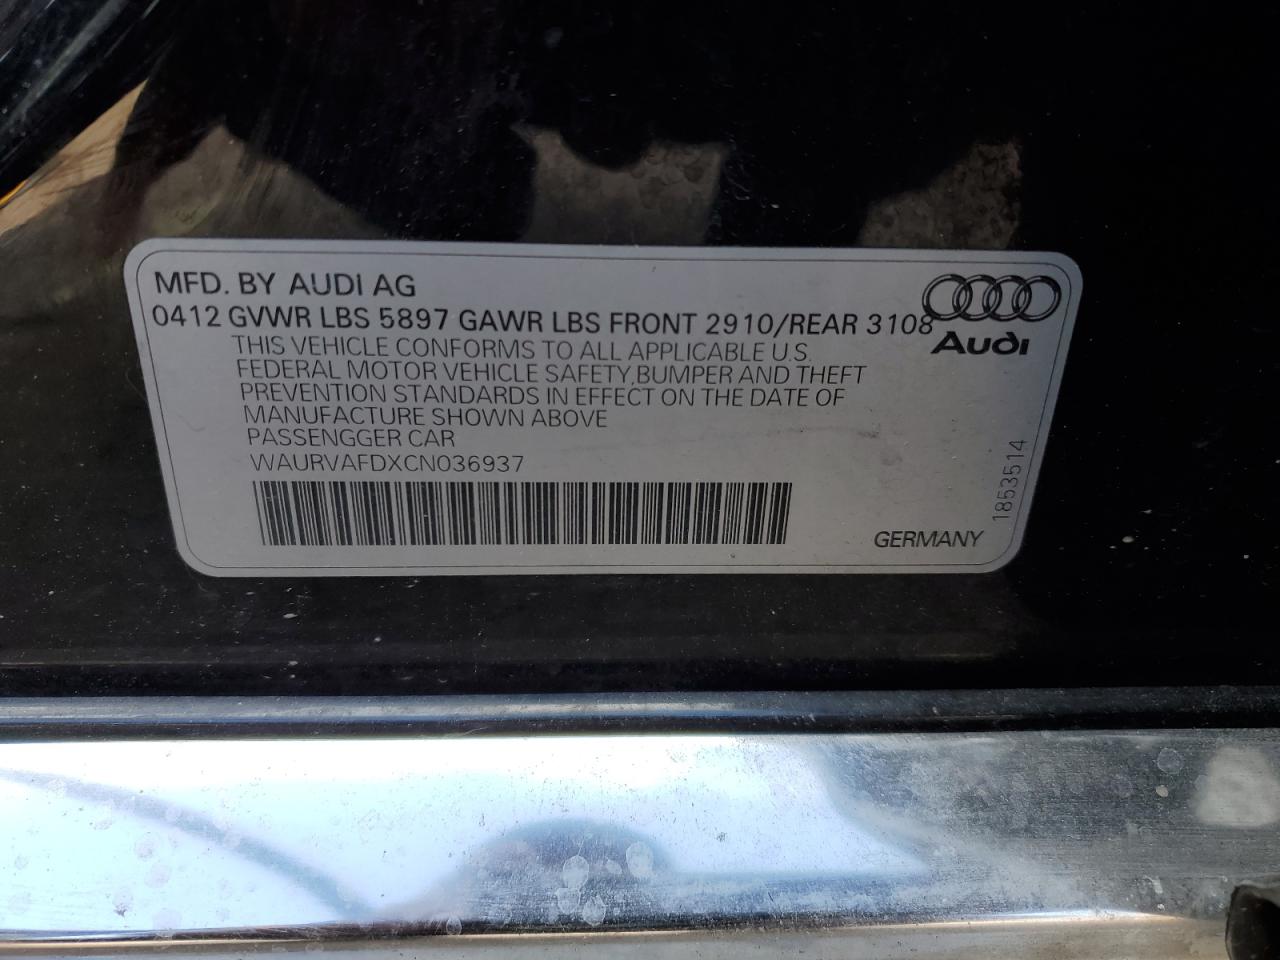 MFD. BY AUDI AG
0412 GVWR LBS 5897 GAWR LBS FRONT 2910/REAR 3108
Audi
THIS VEHICLE CONFORMS TO ALL APPLICABLE U.S.
FEDERAL MOTOR VEHICLE SAFETY,BUMPER AND THEFT
PREVENTION STANDARDS IN EFFECT ON THE DATE OF
MANUFACTURE SHOWN ABOVE
PASSENGGER CAR
WAURVAFDXCN036937
1853514
GERMANY